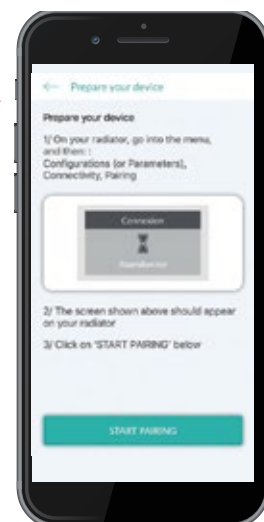 ← Prepare your device
Prepare your device
1/ On your radiator, go into the menu,
and then: :
Configurations (or Parameters),
Connectivity, Pairing
Connexion
2/ The screen shown above should appear
on your radiator
3/ Click on 'START PAIRING' below
START PAIRING